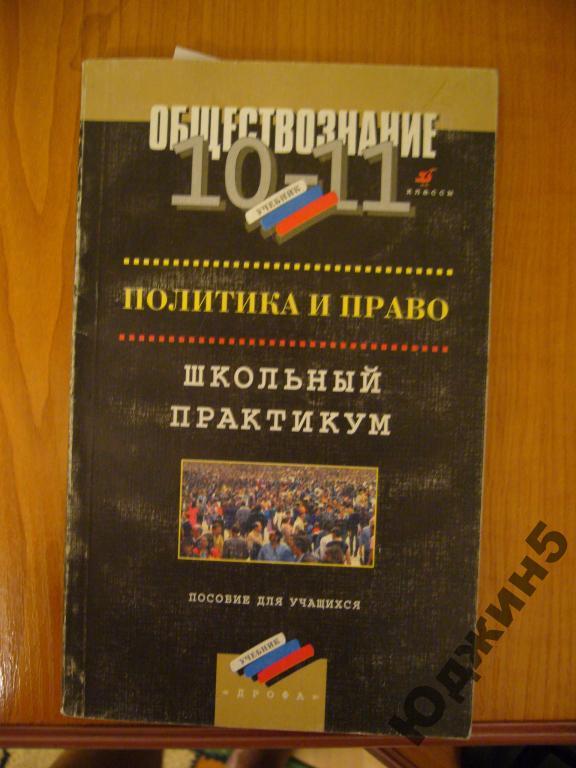 ОБЩЕСТВОЗНАНИЕ
10-11
классы
УЧЕБНИК
ПОЛИТИКА И ПРАВО
ШКОЛЬНЫЙ
ПРАКТИКУМ
ПОСОБИЕ ДЛЯ УЧАЩИХСЯ
УЧЕБНИК
«ДРОФА»
Юджин5